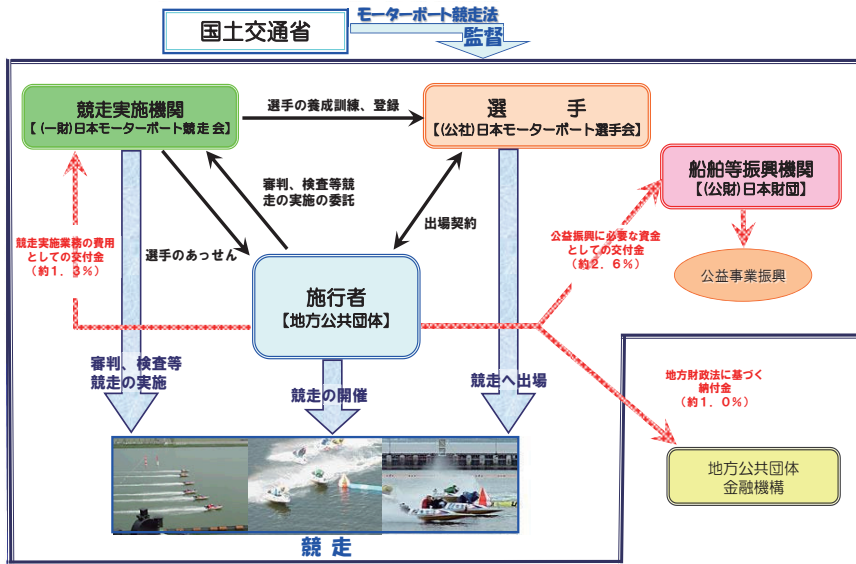 国土交通省
モーターボート競走法
監督
競走実施機関
【(一財)日本モーターボート競走会】
選手の養成訓練、登録
選　　手
【(公社)日本モーターボート選手会】
船舶等振興機関
【(公財)日本財団】
審判、検査等競
走の実施の委託
出場契約
競走実施業務の費用
としての交付金
（約1．3％）
選手のあっせん
公益振興に必要な資金
としての交付金
（約2．6％）
公益事業振興
施行者
【地方公共団体】
審判、検査等
競走の実施
競走の開催
競走へ出場
地方財政法に基づく
納付金
（約1．0％）
地方公共団体
金融機構
競 走